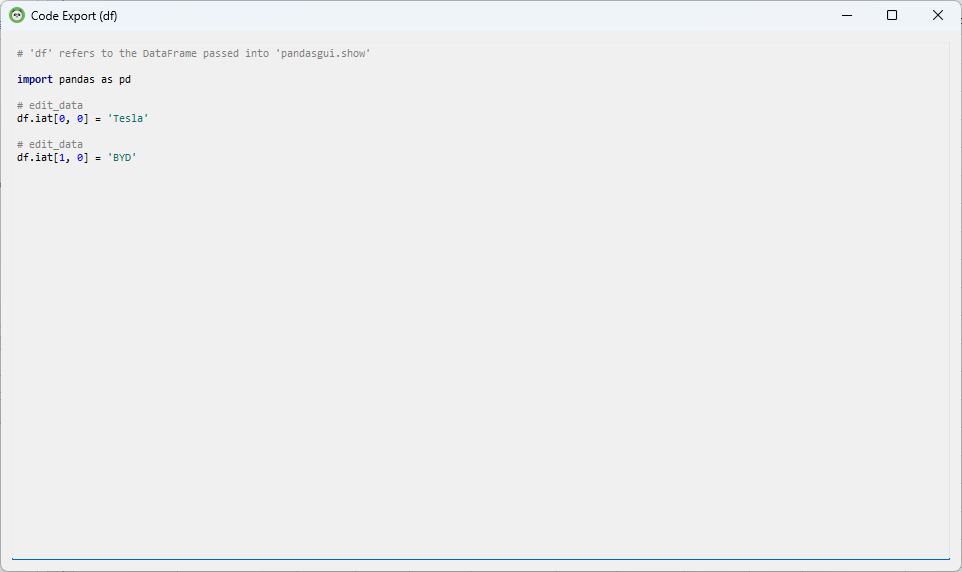 Code Export (df)
# 'df' refers to the DataFrame passed into 'pandasgui.show'
import pandas as pd
# edit_data
df.iat[0, 0] = 'Tesla'
# edit_data
df.iat[1, 0] = 'BYD'